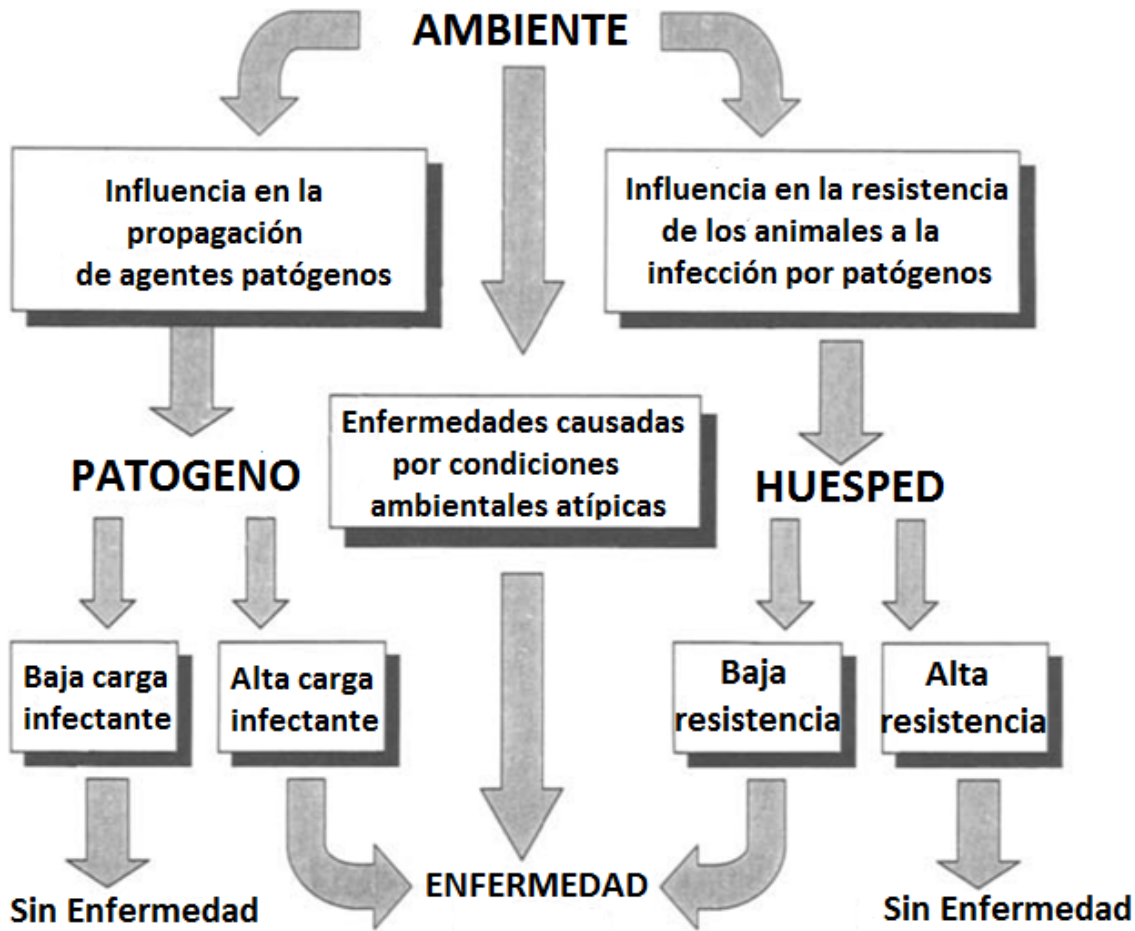 AMBIENTE
Influencia en la
propagación
de agentes patógenos
Influencia en la resistencia
de los animales a la
infección por patógenos
Enfermedades causadas
por condiciones
ambientales atípicas
PATOGENO
HUESPED
Baja carga
infectante
Alta carga
infectante
Baja
resistencia
Alta
resistencia
Sin Enfermedad
ENFERMEDAD
Sin Enfermedad